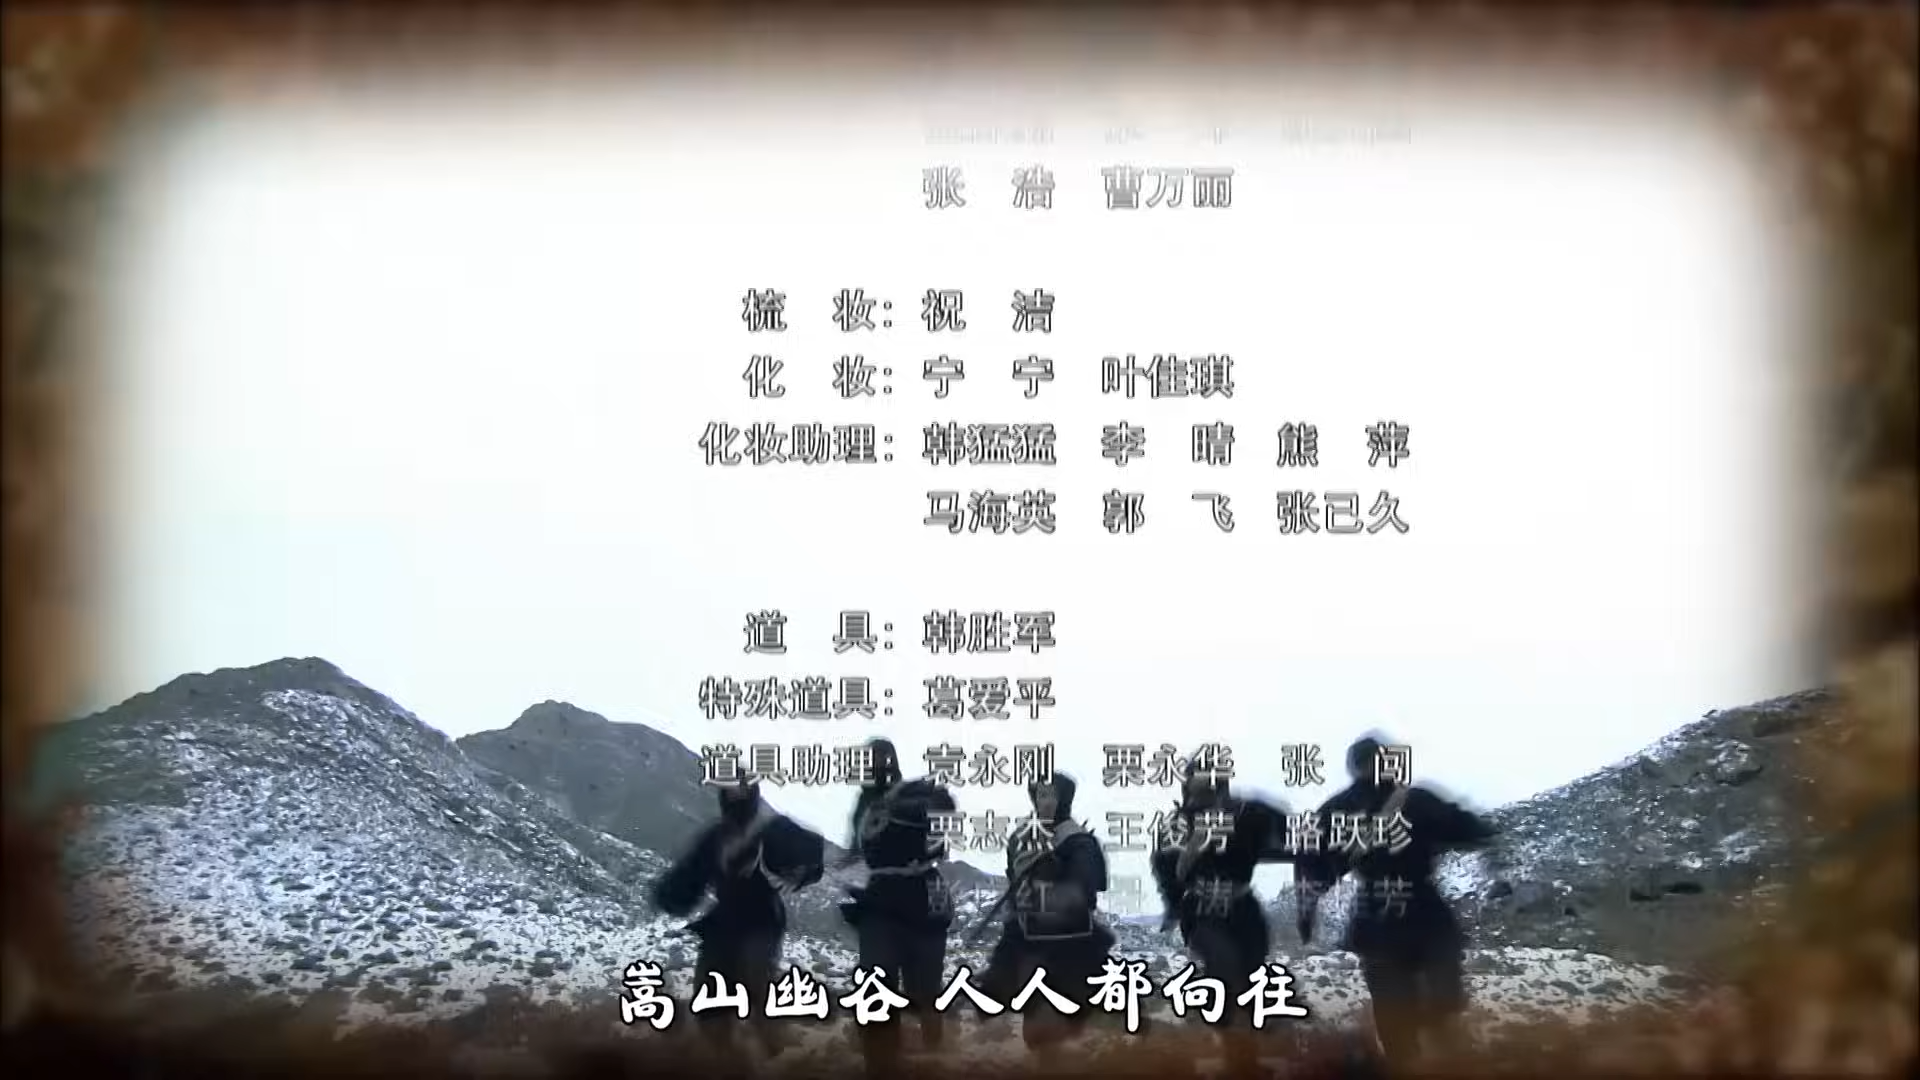 张 浩 曹万丽
梳 妆：祝 洁
化 妆：宁 宁 叶佳琪
化妆助理：韩猛猛 李 晴 熊 萍
马海英 郭 飞 张已久
道 具：韩胜军
特殊道具：葛爱平
道具助理：袁永刚 栗永华 张 闯
栗志杰 王俊芳 路跃珍
红 涛 芳
嵩山幽谷 人人都向往